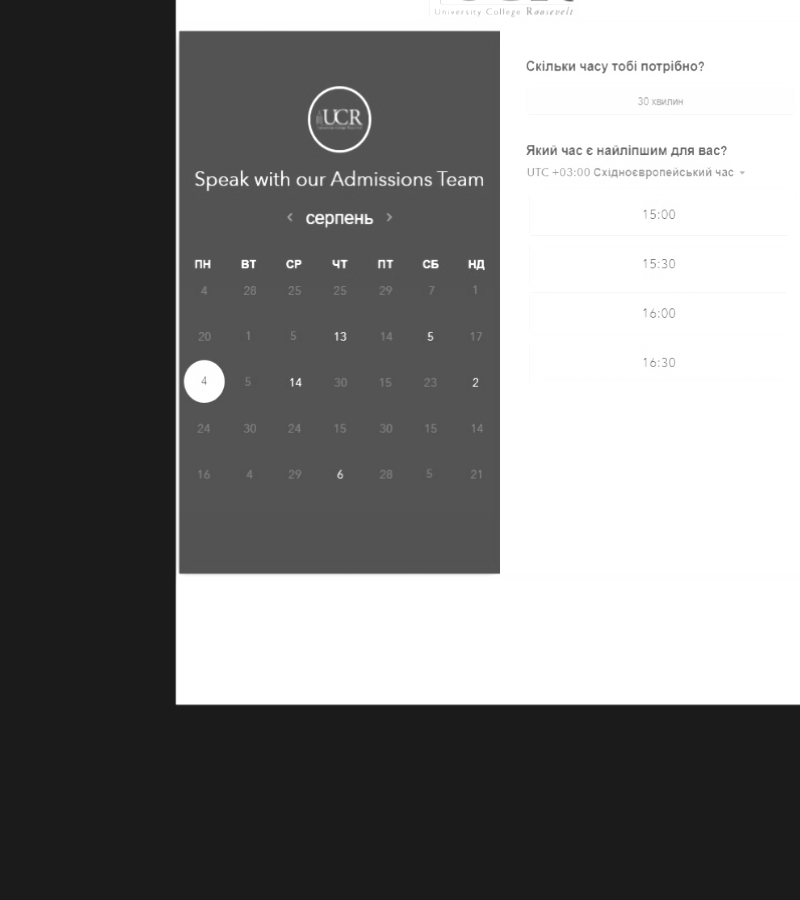 University College Roosevelt
UCR
Speak with our Admissions Team
серпень
ПН ВТ СР ЧТ ПТ СБ НД
4 28 25 25 29 7 1
20 1 5 13 14 5 17
4 5 14 30 15 23 2
24 30 24 15 30 15 14
16 4 29 6 28 5 21
Скільки часу тобі потрібно?
30 хвилин
Який час є найліпшим для вас?
UTC +03:00 Східноєвропейський час
15:00
15:30
16:00
16:30